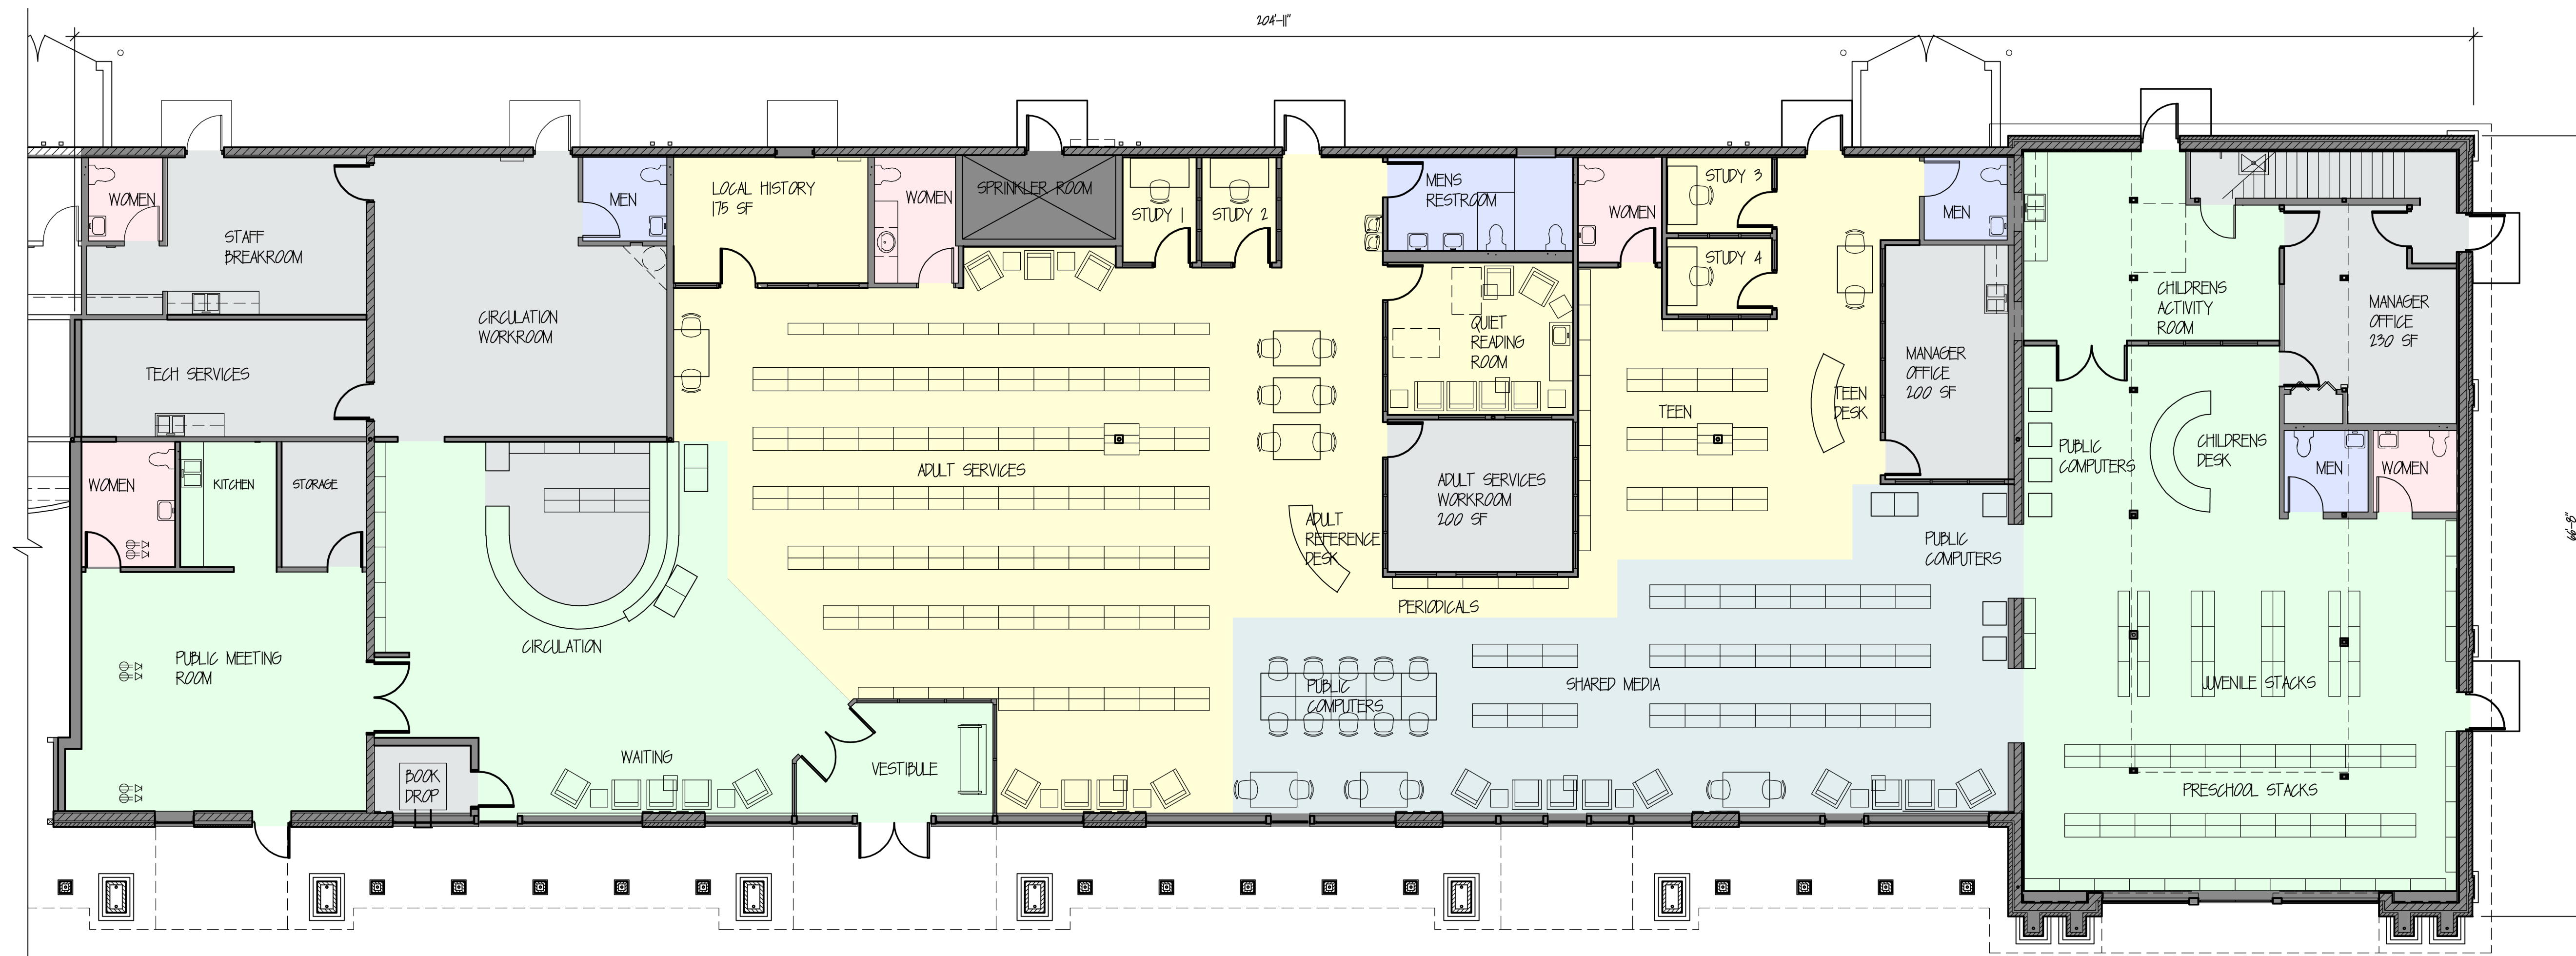 204'-11"
WOMEN
STAFF
BREAKROOM
MEN
LOCAL HISTORY
175 SF
WOMEN
SPRINKLER ROOM
STUDY 1
STUDY 2
MENS
RESTROOM
WOMEN
STUDY 3
STUDY 4
MEN
CIRCULATION
WORKROOM
TECH SERVICES
QUIET
READING
ROOM
CHILDRENS
ACTIVITY
ROOM
MANAGER
OFFICE
230 SF
MANAGER
OFFICE
200 SF
TEEN
TEEN
DESK
WOMEN
KITCHEN
STORAGE
ADULT SERVICES
ADULT SERVICES
WORKROOM
200 SF
ADULT
REFERENCE
DESK
PUBLIC
COMPUTERS
CHILDRENS
DESK
MEN
WOMEN
PUBLIC
COMPUTERS
66'-8"
PERIODICALS
PUBLIC MEETING
ROOM
CIRCULATION
PUBLIC
COMPUTERS
SHARED MEDIA
JUVENILE STACKS
BOOK
DROP
WAITING
VESTIBULE
PRESCHOOL STACKS